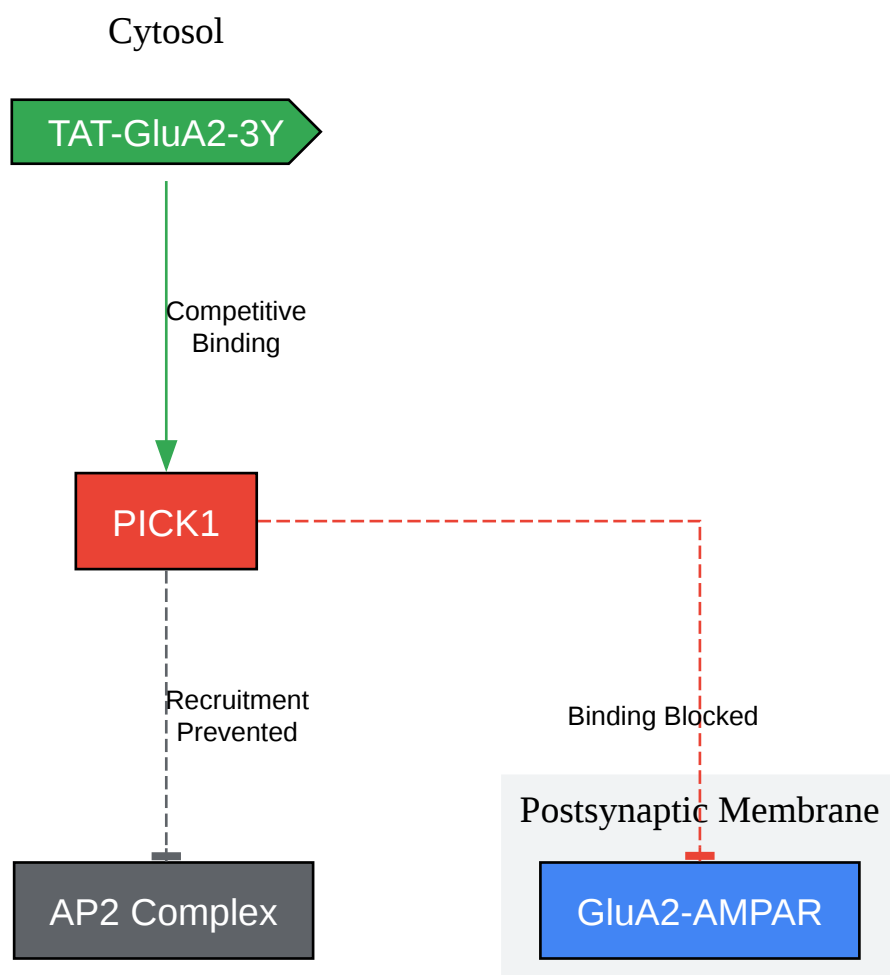 Cytosol
TAT-GluA2-3Y
Competitive
Binding
PICK1
Recruitment
Prevented
Binding Blocked
Postsynaptic Membrane
AP2 Complex
GluA2-AMPAR